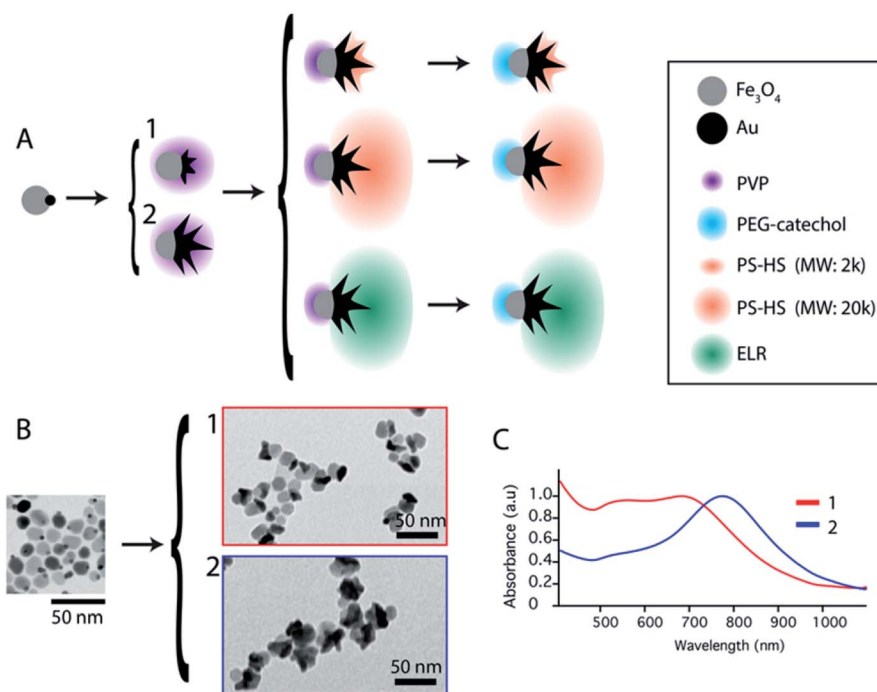 A
1
2
Fe₃O₄
Au
PVP
PEG-catechol
PS-HS (MW: 2k)
PS-HS (MW: 20k)
ELR
B
50 nm
1
50 nm
2
50 nm
C
Absorbance (a.u)
1.0
0.8
0.6
0.4
0.2
0
500 600 700 800 900 1000
Wavelength (nm)
1
2